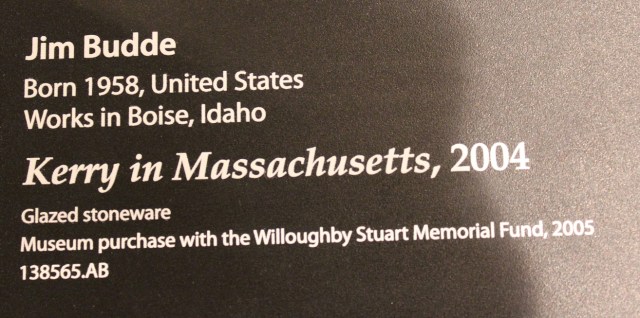 Jim Budde
Born 1958, United States
Works in Boise, Idaho
Kerry in Massachusetts, 2004
Glazed stoneware
Museum purchase with the Willoughby Stuart Memorial Fund, 2005
138565.AB